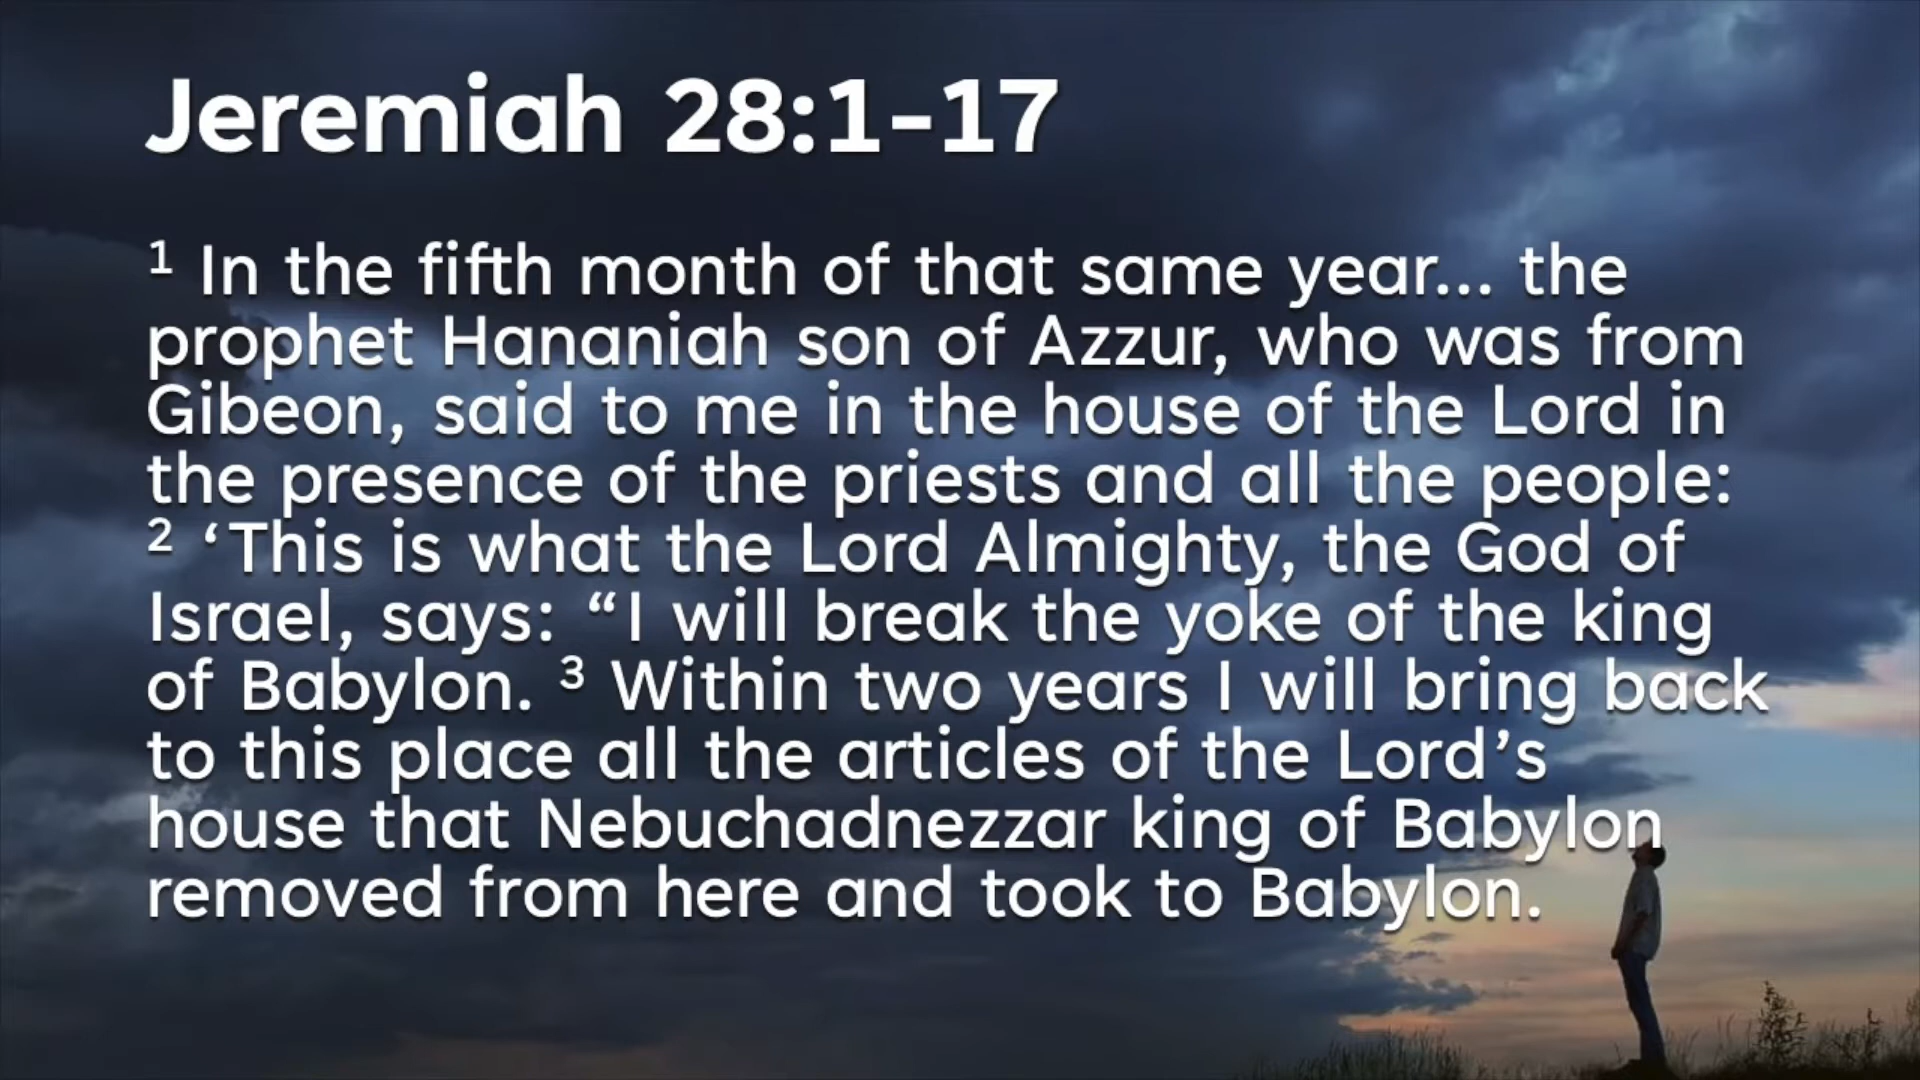 Jeremiah 28:1-17
¹ In the fifth month of that same year... the
prophet Hananiah son of Azzur, who was from
Gibeon, said to me in the house of the Lord in
the presence of the priests and all the people:
² ‘This is what the Lord Almighty, the God of
Israel, says: “I will break the yoke of the king
of Babylon. ³ Within two years I will bring back
to this place all the articles of the Lord’s
house that Nebuchadnezzar king of Babylon
removed from here and took to Babylon.